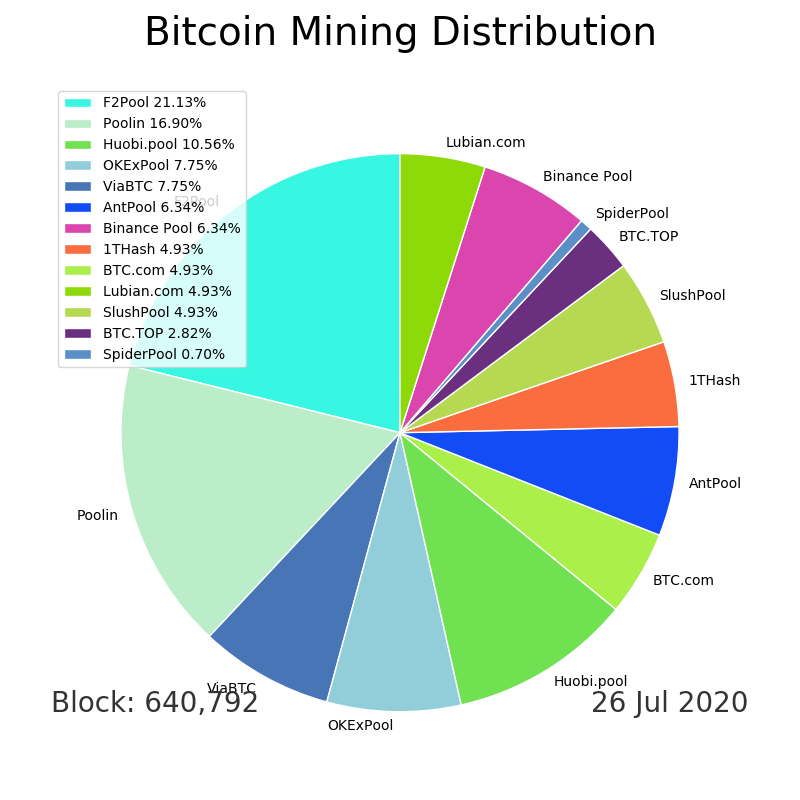 Bitcoin Mining Distribution
F2Pool 21.13%
Poolin 16.90%
Huobi.pool 10.56%
OKExPool 7.75%
ViaBTC 7.75%
AntPool 6.34%
Binance Pool 6.34%
1THash 4.93%
BTC.com 4.93%
Lubian.com 4.93%
SlushPool 4.93%
BTC.TOP 2.82%
SpiderPool 0.70%
F2Pool
Lubian.com
Binance Pool
SpiderPool
BTC.TOP
SlushPool
1THash
AntPool
BTC.com
Huobi.pool
OKExPool
ViaBTC
Poolin
Block: 640,792
26 Jul 2020